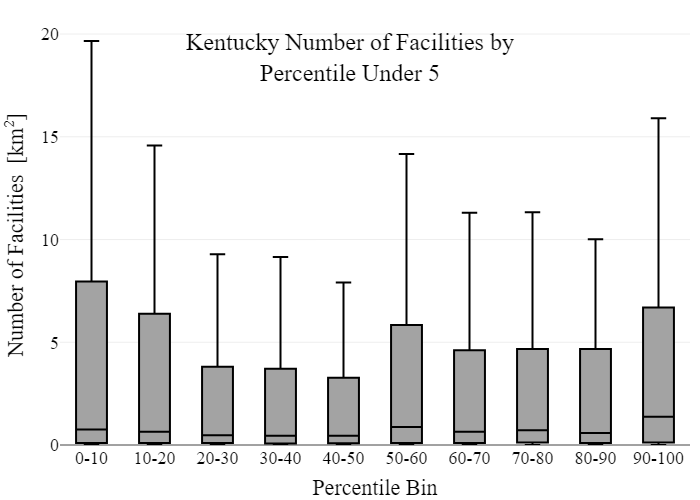 Kentucky Number of Facilities by
Percentile Under 5
Number of Facilities [km²]
20
15
10
5
0
0-10 10-20 20-30 30-40 40-50 50-60 60-70 70-80 80-90 90-100
Percentile Bin